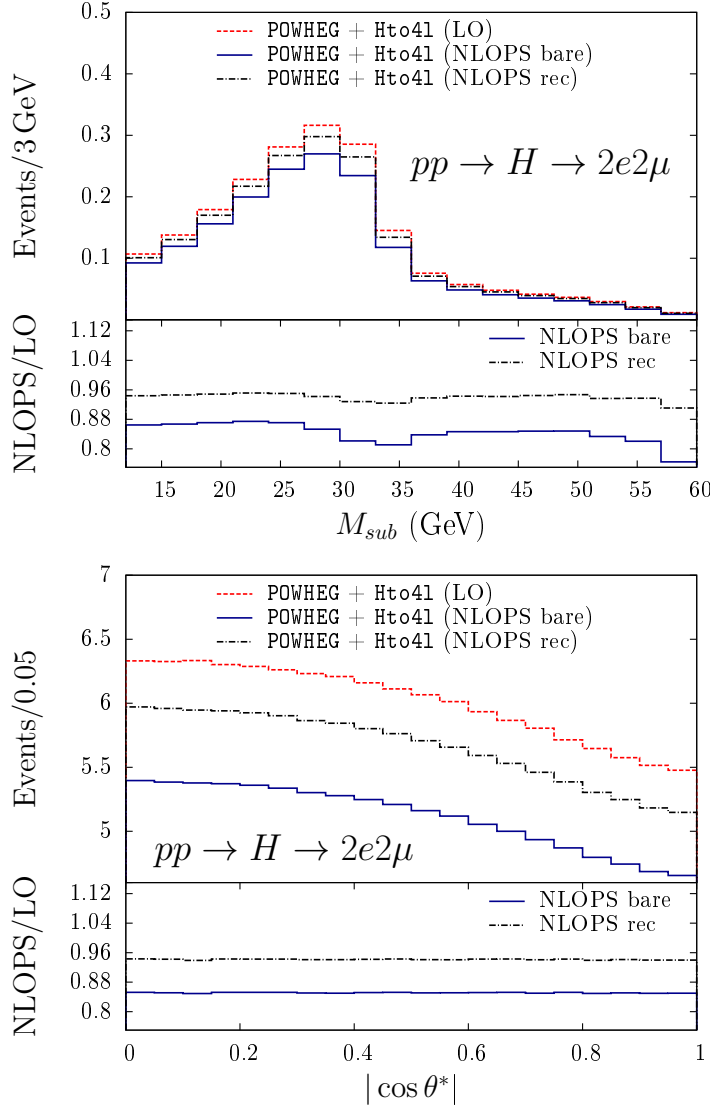 POWHEG + Hto4l (LO)
POWHEG + Hto4l (NLOPS bare)
POWHEG + Hto4l (NLOPS rec)
Events/3 GeV
0.5
0.4
0.3
0.2
0.1
pp → H → 2e2μ
NLOPS/LO
1.12
1.04
0.96
0.88
0.8
NLOPS bare
NLOPS rec
15 20 25 30 35 40 45 50 55 60
M_sub (GeV)
POWHEG + Hto4l (LO)
POWHEG + Hto4l (NLOPS bare)
POWHEG + Hto4l (NLOPS rec)
Events/0.05
7
6.5
6
5.5
5
pp → H → 2e2μ
NLOPS/LO
1.12
1.04
0.96
0.88
0.8
NLOPS bare
NLOPS rec
0 0.2 0.4 0.6 0.8 1
| cos θ*|